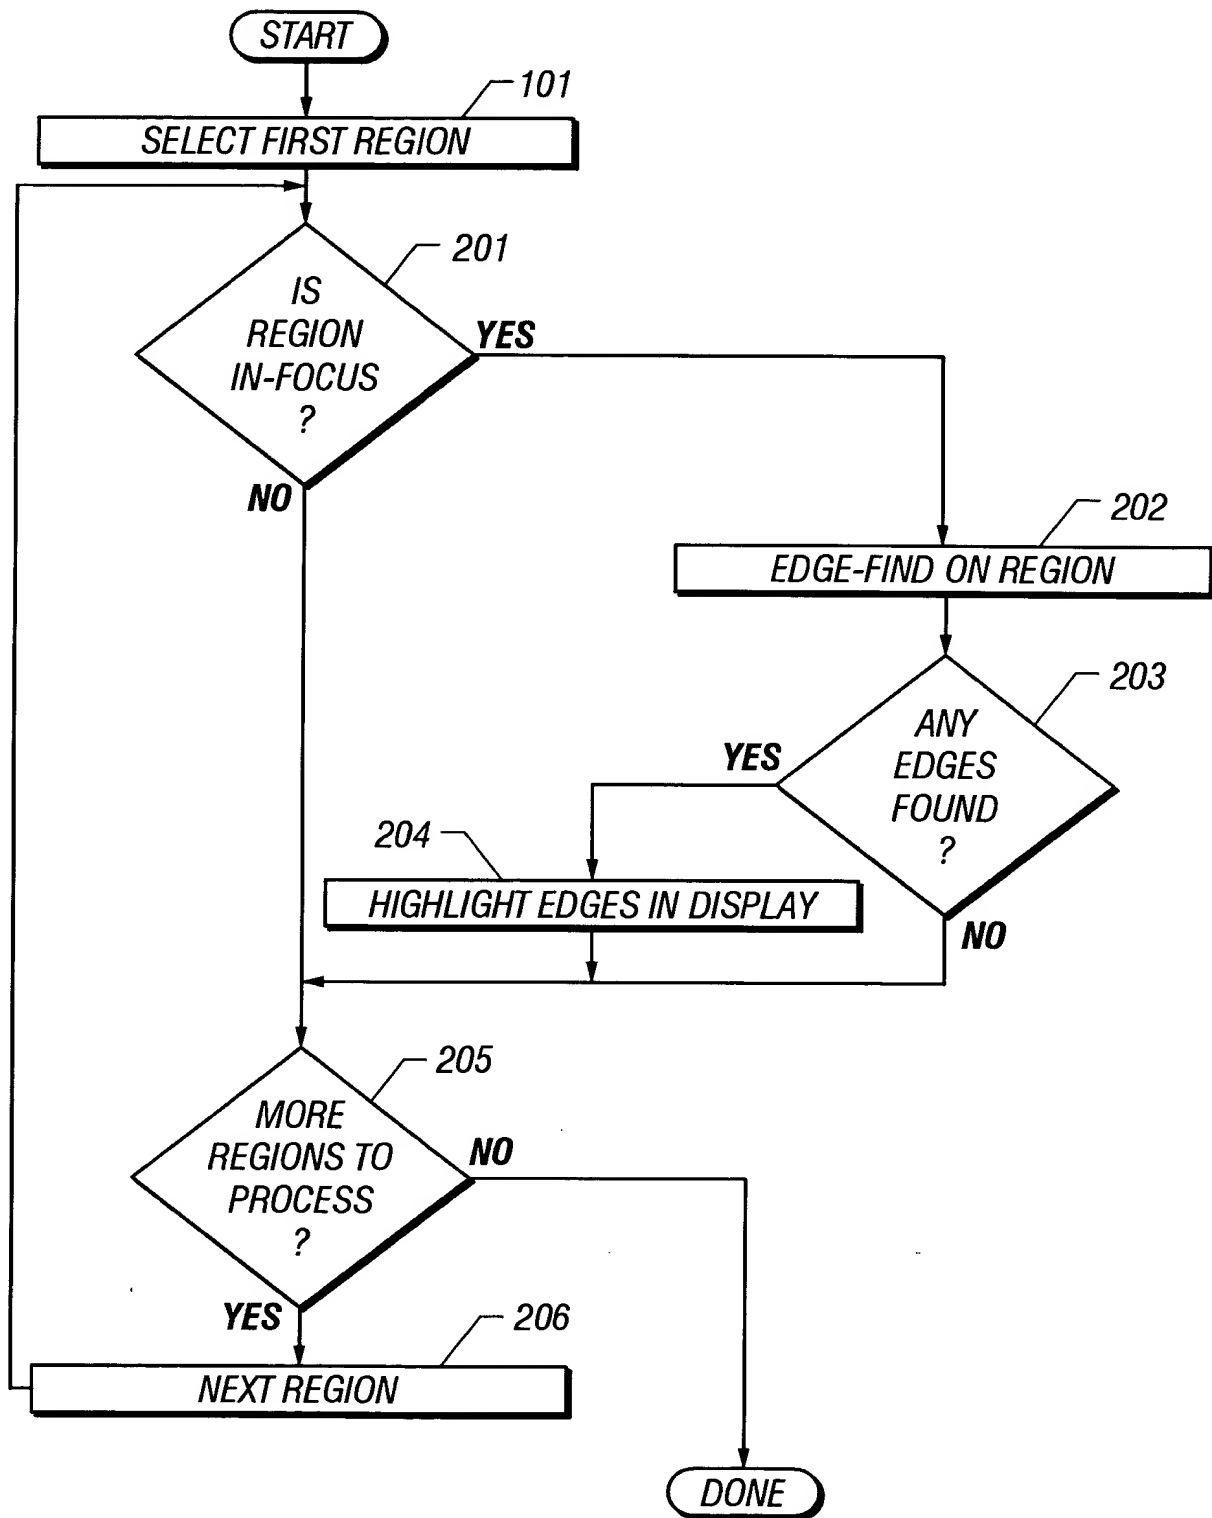 START
101
SELECT FIRST REGION
201
IS
REGION
IN-FOCUS
?
YES
NO
202
EDGE-FIND ON REGION
203
ANY
EDGES
FOUND
?
YES
204
HIGHLIGHT EDGES IN DISPLAY
NO
205
MORE
REGIONS TO
PROCESS
?
NO
YES
206
NEXT REGION
DONE